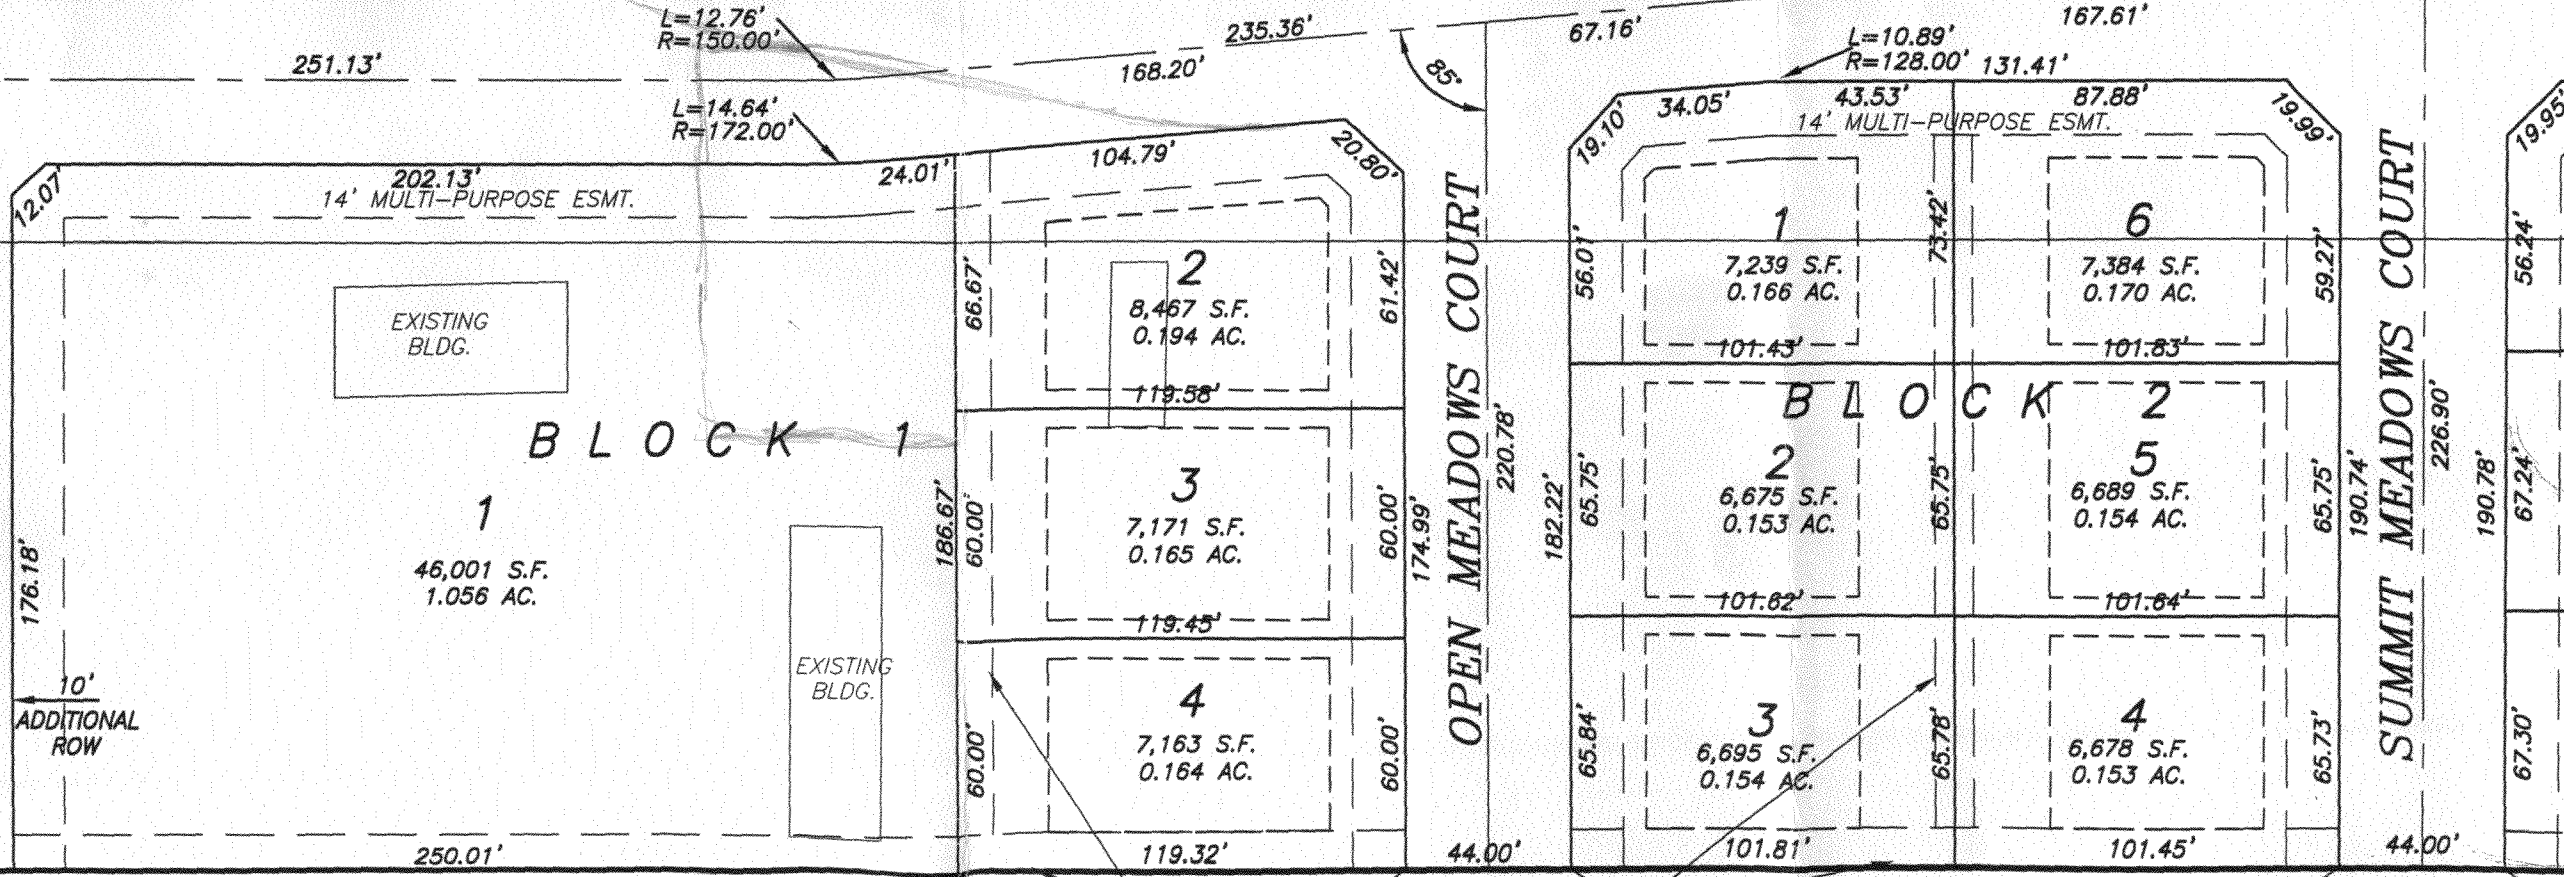 L=12.76'
R=150.00'
251.13'
235.36'
168.20'
67.16'
167.61'
85°
L=10.89'
R=128.00'
131.41'
L=14.64'
R=172.00'
12.07'
202.13'
14' MULTI-PURPOSE ESMT.
24.01'
104.79'
20.80'
19.10'
34.05'
43.53'
87.88'
14' MULTI-PURPOSE ESMT.
19.99'
19.95'
EXISTING
BLDG.
BLOCK 1
1
46,001 S.F.
1.056 AC.
176.18'
10'
ADDITIONAL
ROW
EXISTING
BLDG.
250.01'
186.67'
66.67'
2
8,467 S.F.
0.194 AC.
61.42'
119.58'
60.00'
3
7,171 S.F.
0.165 AC.
60.00'
174.99'
119.45'
60.00'
4
7,163 S.F.
0.164 AC.
60.00'
119.32'
OPEN MEADOWS COURT
220.78'
44.00'
182.22'
56.01'
1
7,239 S.F.
0.166 AC.
101.43'
73.42'
6
7,384 S.F.
0.170 AC.
101.83'
59.27'
BLOCK 2
65.75'
2
6,675 S.F.
0.153 AC.
101.62'
65.75'
5
6,689 S.F.
0.154 AC.
101.64'
65.75'
190.74'
65.84'
3
6,695 S.F.
0.154 AC.
101.81'
65.78'
4
6,678 S.F.
0.153 AC.
101.45'
65.73'
SUMMIT MEADOWS COURT
226.90'
44.00'
190.78'
56.24'
67.24'
67.30'